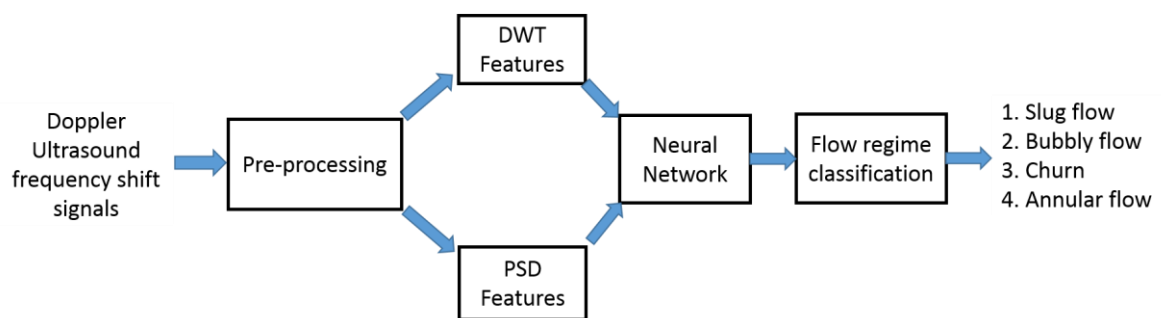 Doppler
Ultrasound
frequency shift
signals
Pre-processing
DWT
Features
PSD
Features
Neural
Network
Flow regime
classification
1. Slug flow
2. Bubbly flow
3. Churn
4. Annular flow